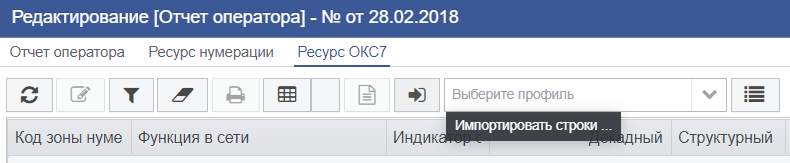 Редактирование [Отчет оператора] - № от 28.02.2018
Отчет оператора Ресурс нумерации Ресурс ОКС7
Выберите профиль
Импортировать строки ...
Код зоны нуме Функция в сети Индикатор с Декадный Структурный